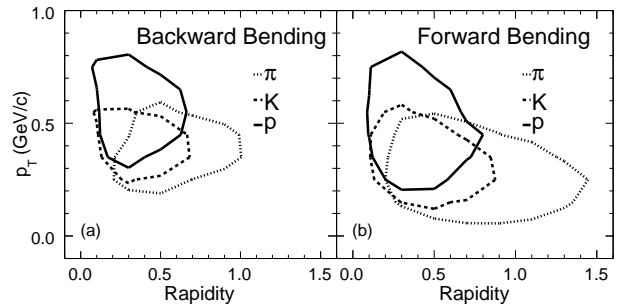 1.0
0.5
0.0
p_T (GeV/c)
Backward Bending
π
K
p
(a)
0.0 0.5 1.0 1.5
Rapidity
Forward Bending
π
K
p
(b)
0.0 0.5 1.0 1.5
Rapidity